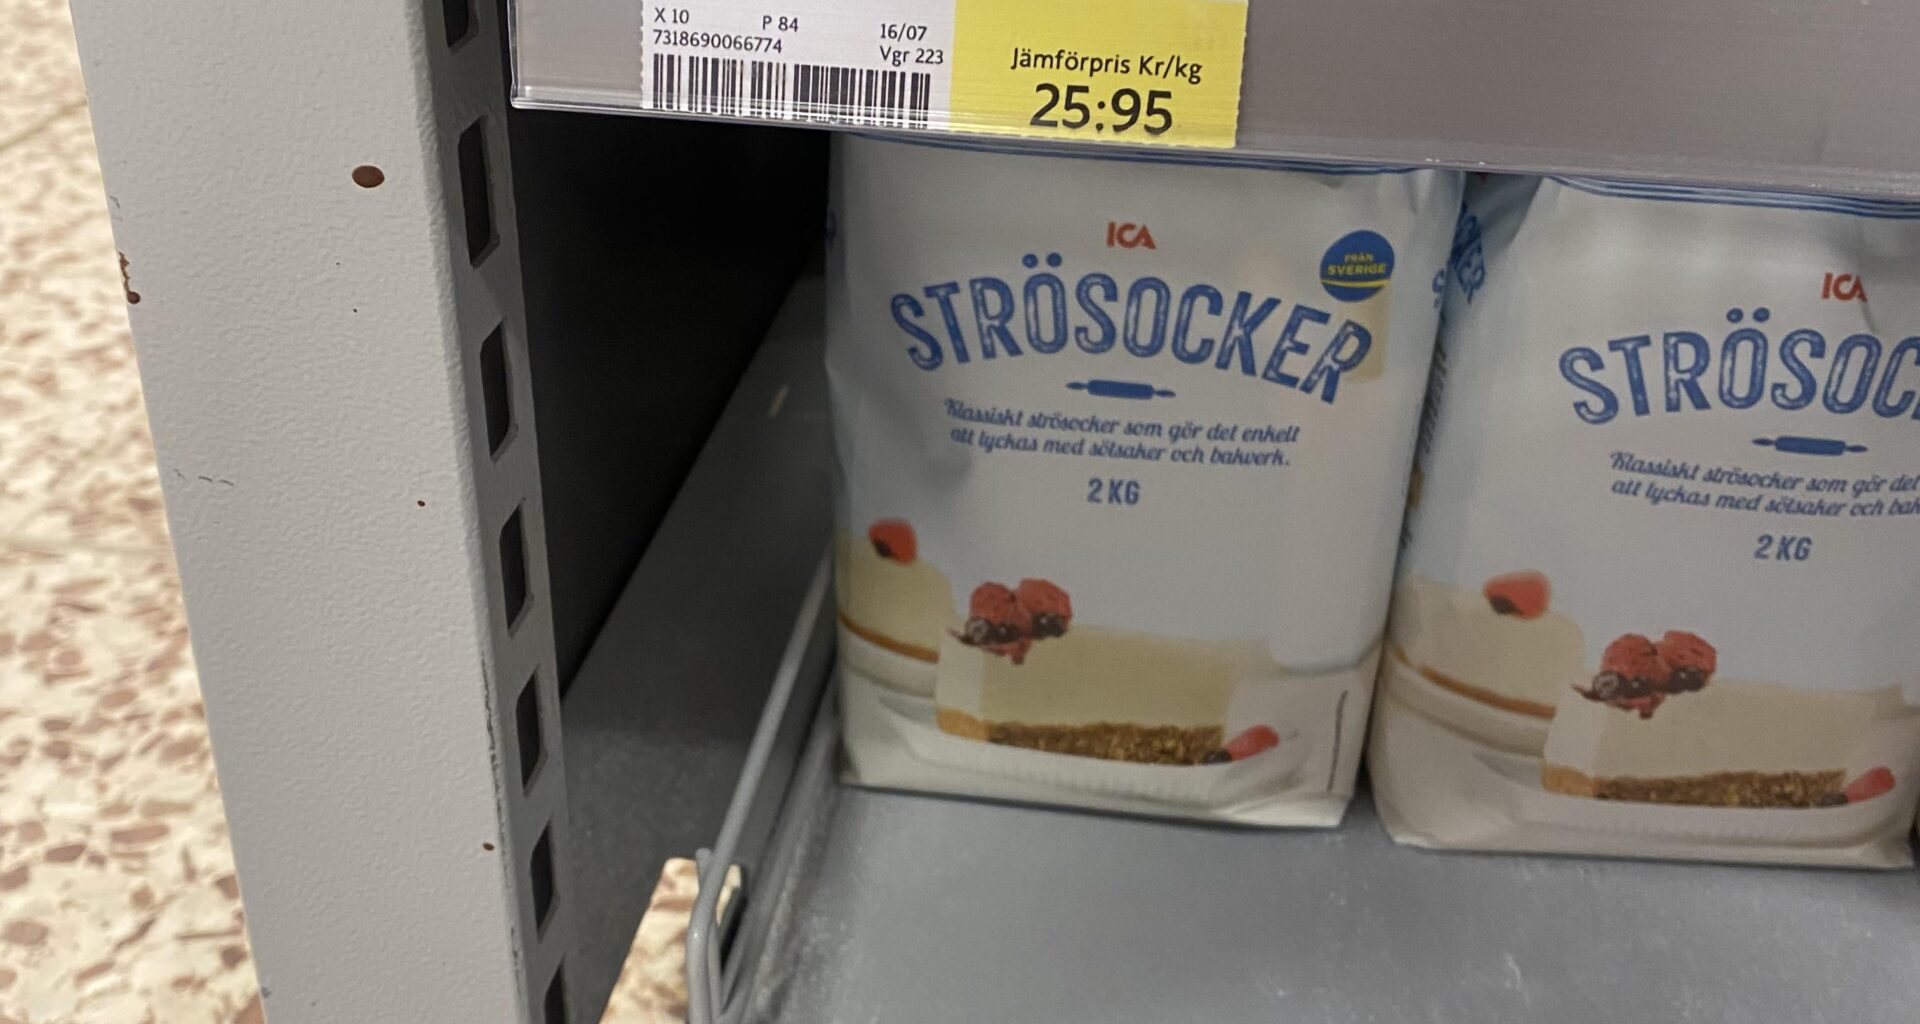 X 10 P 84 16/07
7318690066774 Vgr 223
Jämförpris Kr/kg
25:95
ICA
FRÅN
SVERIGE
STRÖSOCKER
Klassiskt strösocker som gör det enkelt
att lyckas med sötsaker och bakverk.
2 KG
ICA
STRÖSOC
Klassiskt strösocker som gör det
att lyckas med sötsaker och bak
2 KG